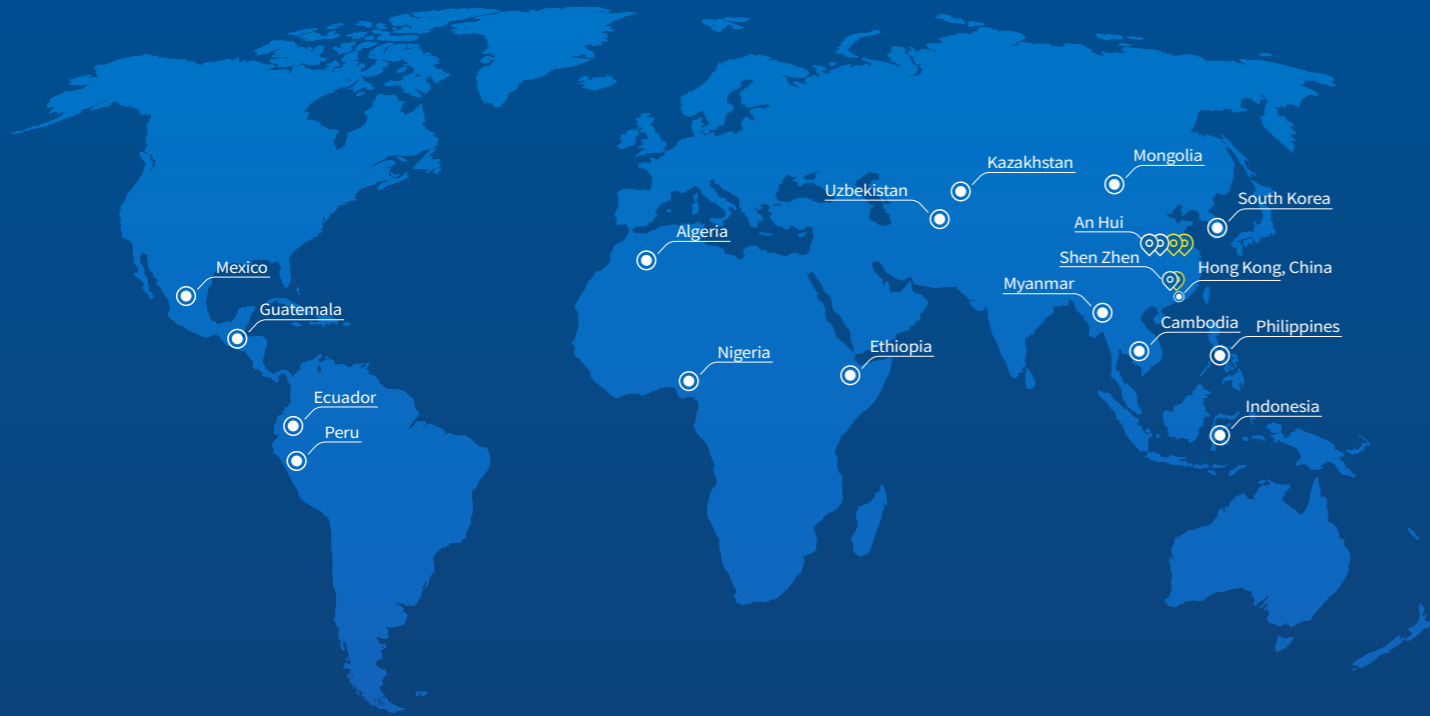 Mongolia
Kazakhstan
Uzbekistan
South Korea
An Hui
Algeria
Shen Zhen
Hong Kong, China
Mexico
Myanmar
Guatemala
Cambodia
Philippines
Ethiopia
Nigeria
Ecuador
Indonesia
Peru